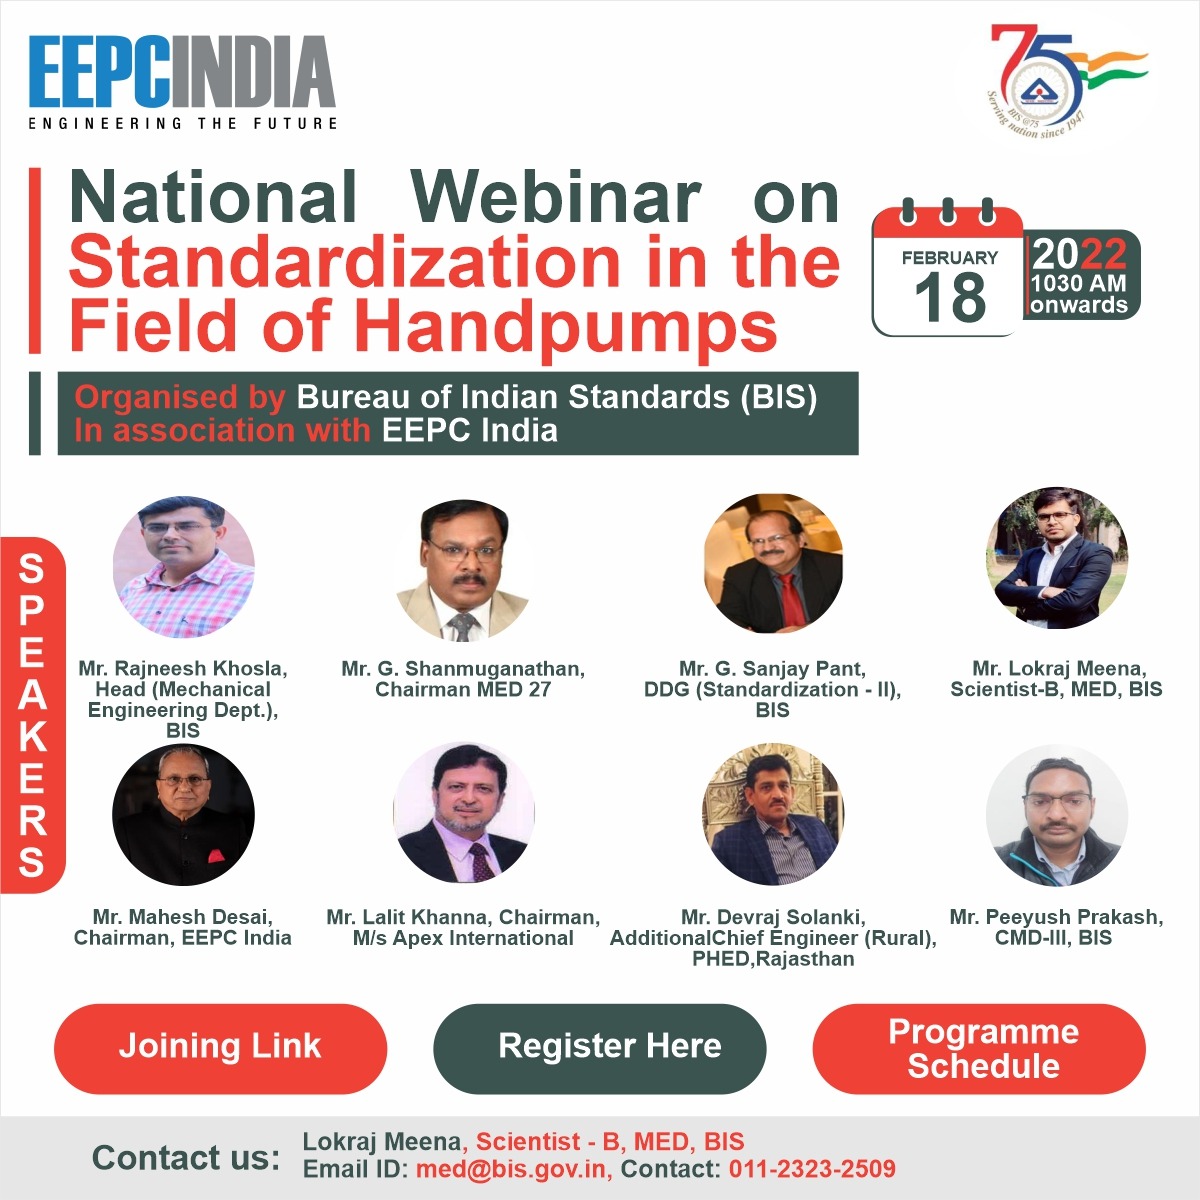 EEPCINDIA
ENGINEERING THE FUTURE
75
BIS @75
Serving nation since 1947
National Webinar on
Standardization in the
Field of Handpumps
FEBRUARY
18
2022
1030 AM
onwards
Organised by Bureau of Indian Standards (BIS)
In association with EEPC India
SPEAKERS
Mr. Rajneesh Khosla,
Head (Mechanical
Engineering Dept.),
BIS
Mr. G. Shanmuganathan,
Chairman MED 27
Mr. G. Sanjay Pant,
DDG (Standardization - II),
BIS
Mr. Lokraj Meena,
Scientist-B, MED, BIS
Mr. Mahesh Desai,
Chairman, EEPC India
Mr. Lalit Khanna, Chairman,
M/s Apex International
Mr. Devraj Solanki,
AdditionalChief Engineer (Rural),
PHED,Rajasthan
Mr. Peeyush Prakash,
CMD-III, BIS
Joining Link
Register Here
Programme
Schedule
Contact us:
Lokraj Meena, Scientist - B, MED, BIS
Email ID: med@bis.gov.in, Contact: 011-2323-2509